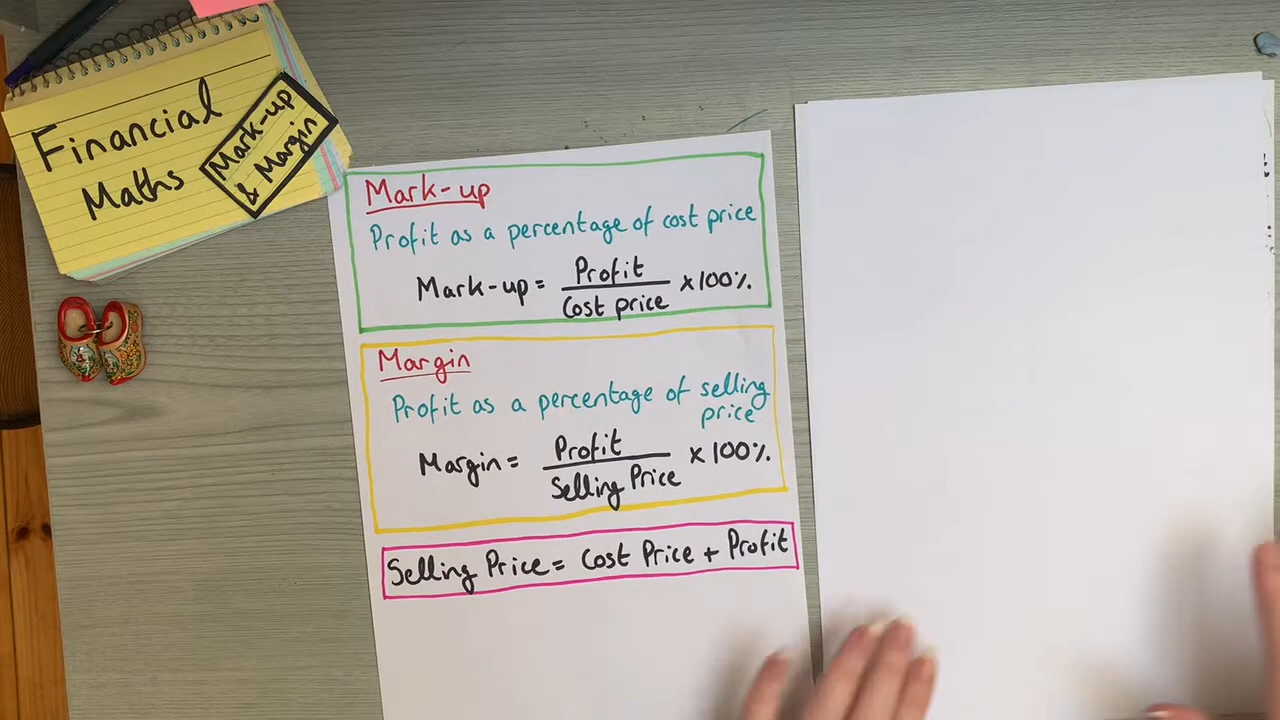 Financial
Maths
Mark-up
& Margin
Mark-up
Profit as a percentage of cost price
Mark-up = Profit / Cost price × 100%.
Margin
Profit as a percentage of selling
price
Margin = Profit / Selling Price × 100%.
Selling Price = Cost Price + Profit